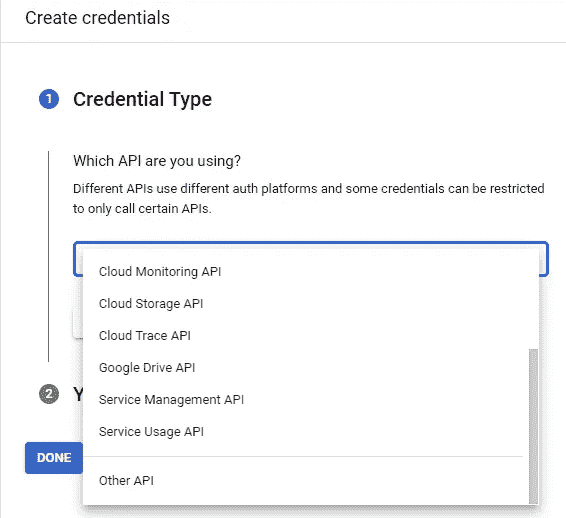 Create credentials
1 Credential Type
Which API are you using?
Different APIs use different auth platforms and some credentials can be restricted
to only call certain APIs.
Cloud Monitoring API
Cloud Storage API
Cloud Trace API
Google Drive API
2 Y
Service Management API
Service Usage API
DONE
Other API